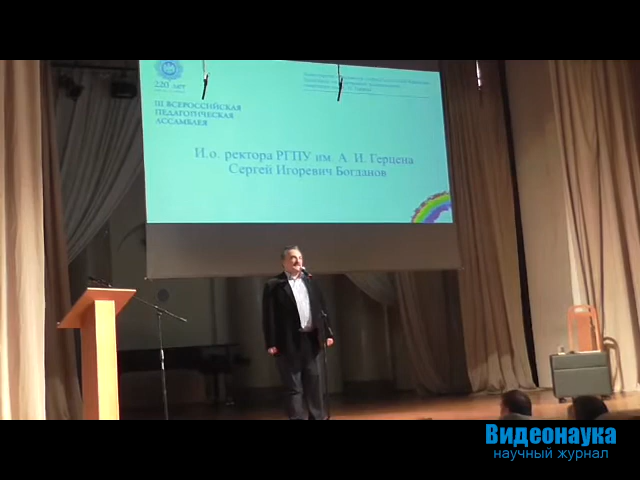 220 лет
III ВСЕРОССИЙСКАЯ
ПЕДАГОГИЧЕСКАЯ
АССАМБЛЕЯ
И.о. ректора РГПУ им. А. И. Герцена
Сергей Игоревич Богданов
Видеонаука
научный журнал